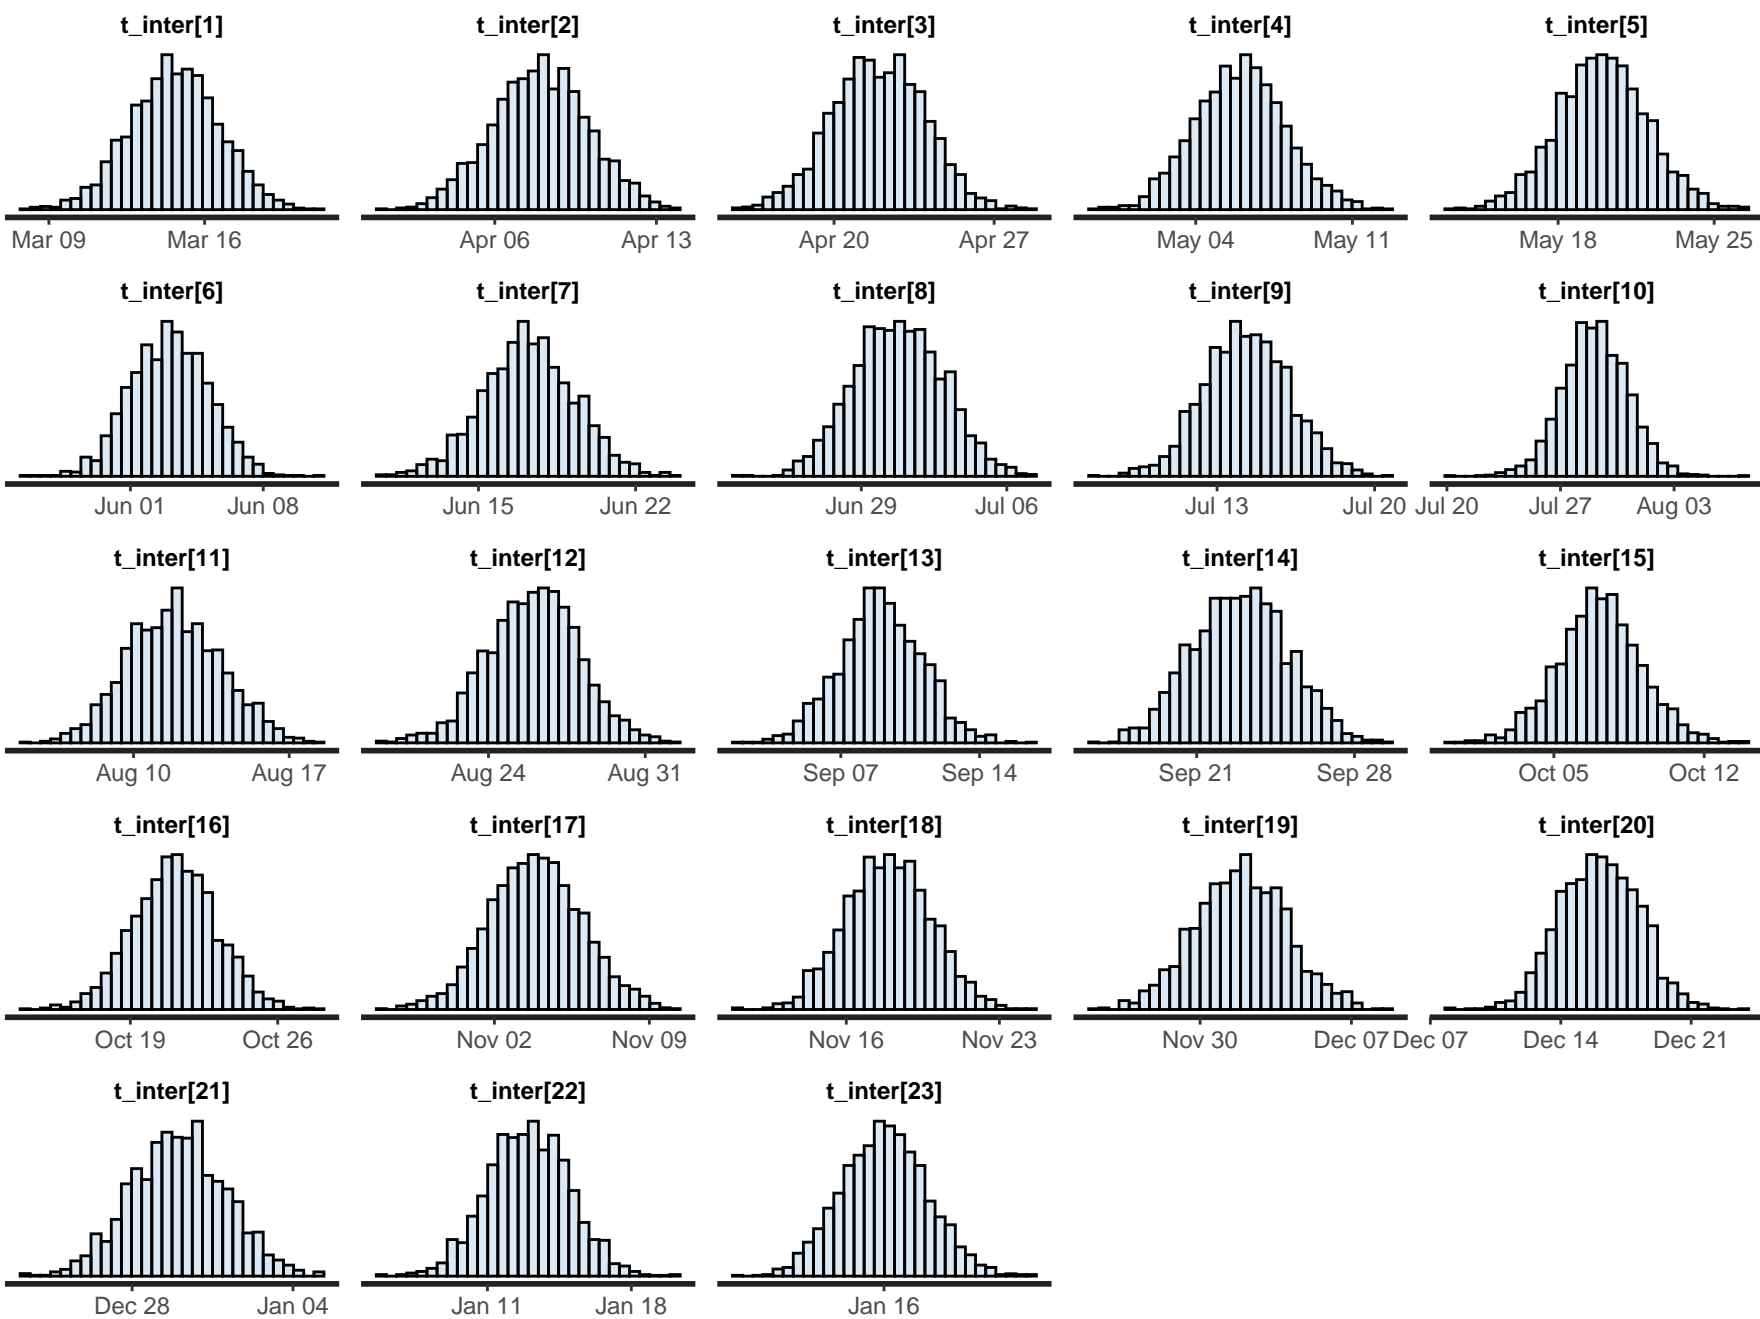 t_inter[1] t_inter[2] t_inter[3] t_inter[4] t_inter[5]
Mar 09 Mar 16 Apr 06 Apr 13 Apr 20 Apr 27 May 04 May 11 May 18 May 25
t_inter[6] t_inter[7] t_inter[8] t_inter[9] t_inter[10]
Jun 01 Jun 08 Jun 15 Jun 22 Jun 29 Jul 06 Jul 13 Jul 20 Jul 20 Jul 27 Aug 03
t_inter[11] t_inter[12] t_inter[13] t_inter[14] t_inter[15]
Aug 10 Aug 17 Aug 24 Aug 31 Sep 07 Sep 14 Sep 21 Sep 28 Oct 05 Oct 12
t_inter[16] t_inter[17] t_inter[18] t_inter[19] t_inter[20]
Oct 19 Oct 26 Nov 02 Nov 09 Nov 16 Nov 23 Nov 30 Dec 07 Dec 07 Dec 14 Dec 21
t_inter[21] t_inter[22] t_inter[23]
Dec 28 Jan 04 Jan 11 Jan 18 Jan 16